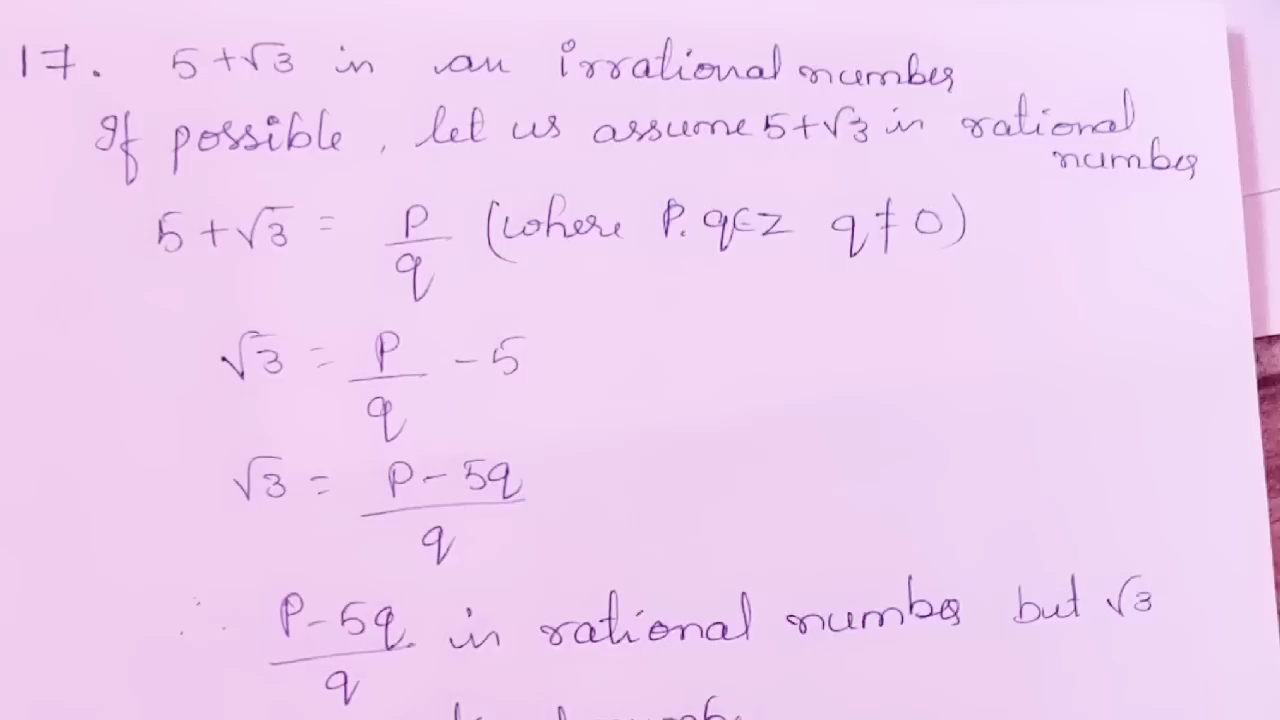 17. 5+√3 in an irrational number
If possible, let us assume 5+√3 in rational
number
5+√3 = P/q (where P. q∈Z q≠0)
√3 = P/q - 5
√3 = P-5q/q
∴ P-5q/q in rational number but √3